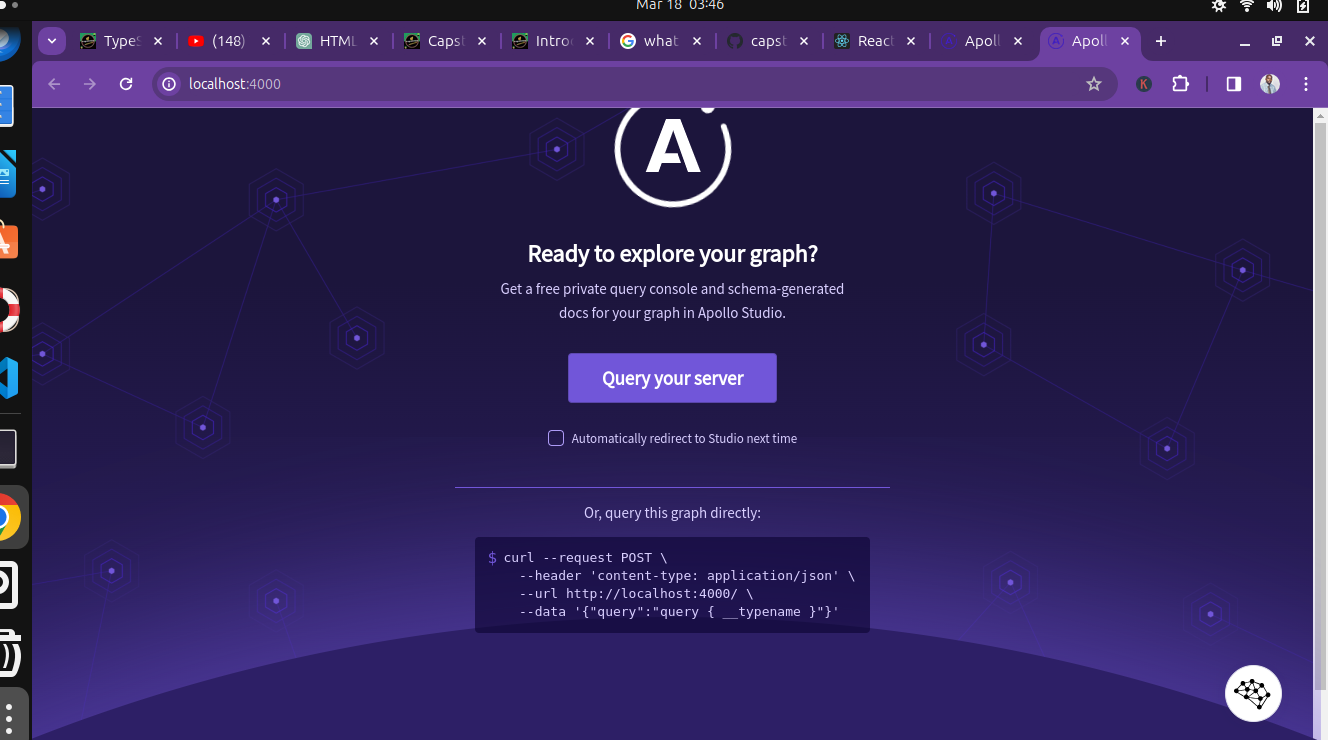 Mar 18 03:46
TypeS
(148)
HTML
Capst
Intro
what
capst
React
Apoll
Apoll
localhost:4000
K
A
Ready to explore your graph?
Get a free private query console and schema-generated
docs for your graph in Apollo Studio.
Query your server
Automatically redirect to Studio next time
Or, query this graph directly:
$ curl --request POST \
--header 'content-type: application/json' \
--url http://localhost:4000/ \
--data '{"query":"query { __typename }"}'